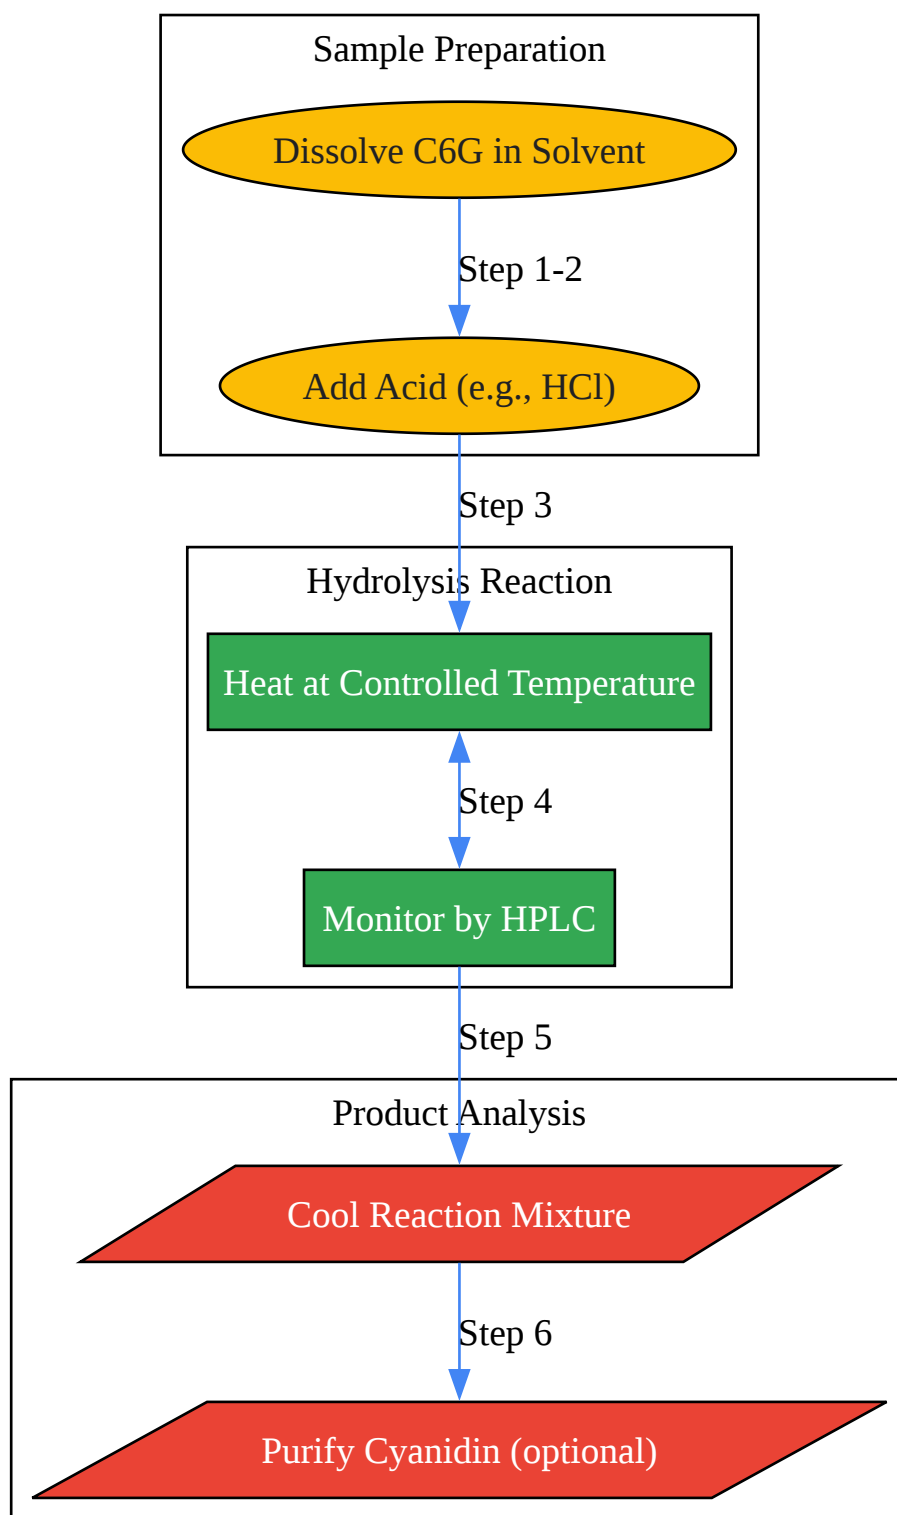 Sample Preparation
Dissolve C6G in Solvent
Step 1-2
Add Acid (e.g., HCl)
Step 3
Hydrolysis Reaction
Heat at Controlled Temperature
Step 4
Monitor by HPLC
Step 5
Product Analysis
Cool Reaction Mixture
Step 6
Purify Cyanidin (optional)